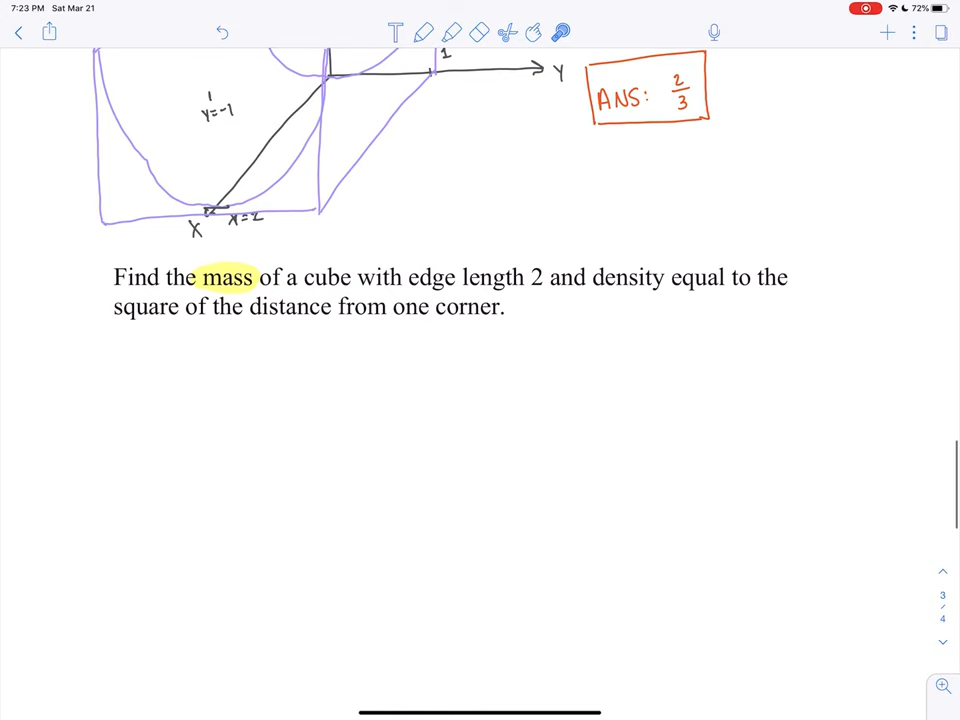 7:23 PM Sat Mar 21
72%
T
1
Y
ANS: 2/3
Y=-1
X
Find the mass of a cube with edge length 2 and density equal to the
square of the distance from one corner.
3
/
4